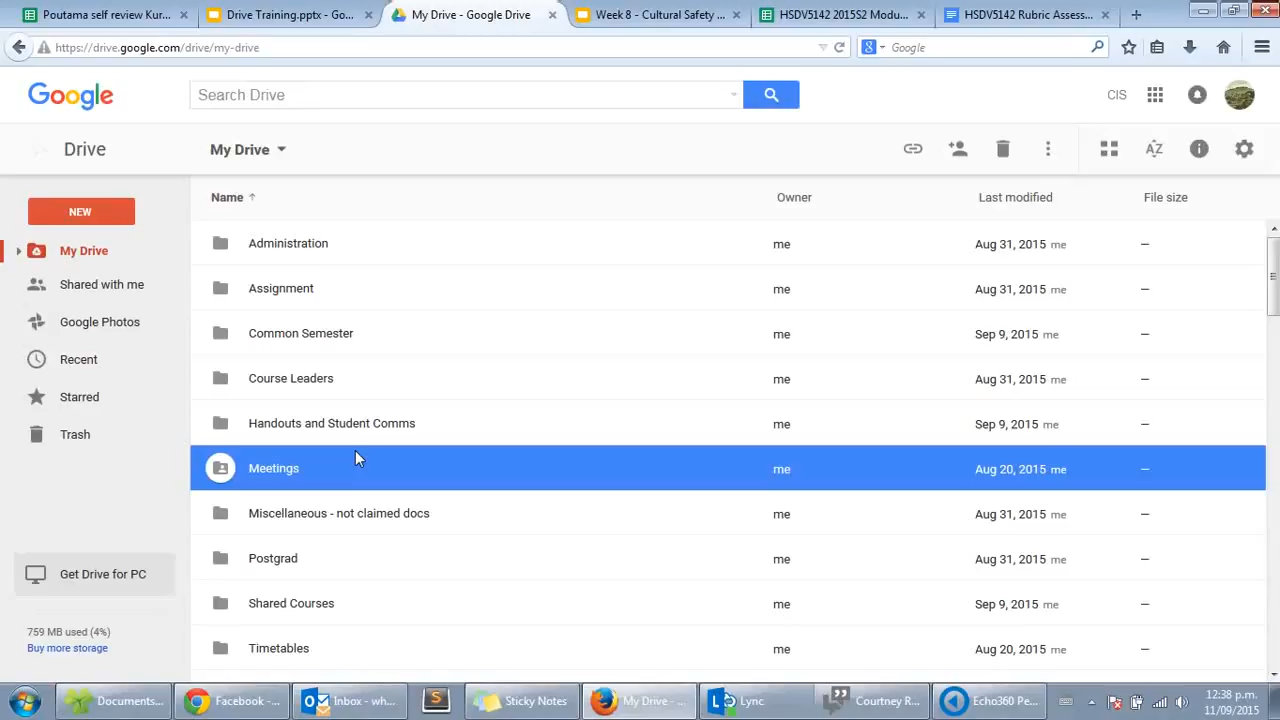 Poutama self review Kur...
Drive Training.pptx - Go...
My Drive - Google Drive
Week 8 - Cultural Safety ...
HSDV5142 2015S2 Modu...
HSDV5142 Rubric Assess...
https://drive.google.com/drive/my-drive
Google
Google
Search Drive
CIS
Drive
My Drive
NEW
My Drive
Shared with me
Google Photos
Recent
Starred
Trash
Get Drive for PC
759 MB used (4%)
Buy more storage
Name Owner Last modified File size
Administration me Aug 31, 2015 me –
Assignment me Aug 31, 2015 me –
Common Semester me Sep 9, 2015 me –
Course Leaders me Aug 31, 2015 me –
Handouts and Student Comms me Sep 9, 2015 me –
Meetings me Aug 20, 2015 me –
Miscellaneous - not claimed docs me Aug 31, 2015 me –
Postgrad me Aug 31, 2015 me –
Shared Courses me Sep 9, 2015 me –
Timetables me Aug 20, 2015 me –
Documents...
Facebook -...
Inbox - wh...
Sticky Notes
My Drive - ...
Lync
Courtney R...
Echo360 Pe...
12:38 p.m.
11/09/2015